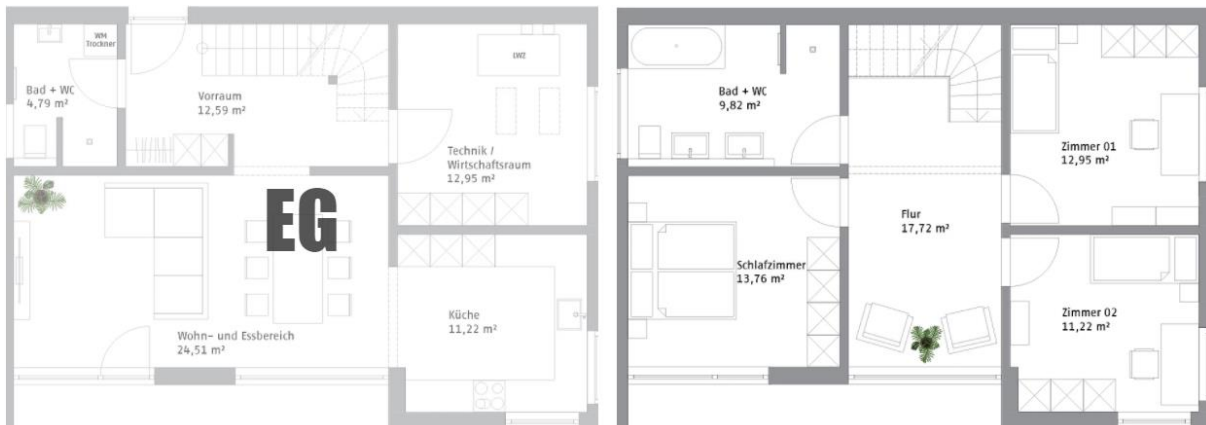 WM
Trockner
Bad + WC
4,79 m²
Vorraum
12,59 m²
LWZ
Technik /
Wirtschaftsraum
12,95 m²
EG
Wohn- und Essbereich
24,51 m²
Küche
11,22 m²
Bad + WC
9,82 m²
Zimmer 01
12,95 m²
Flur
17,72 m²
Schlafzimmer
13,76 m²
Zimmer 02
11,22 m²